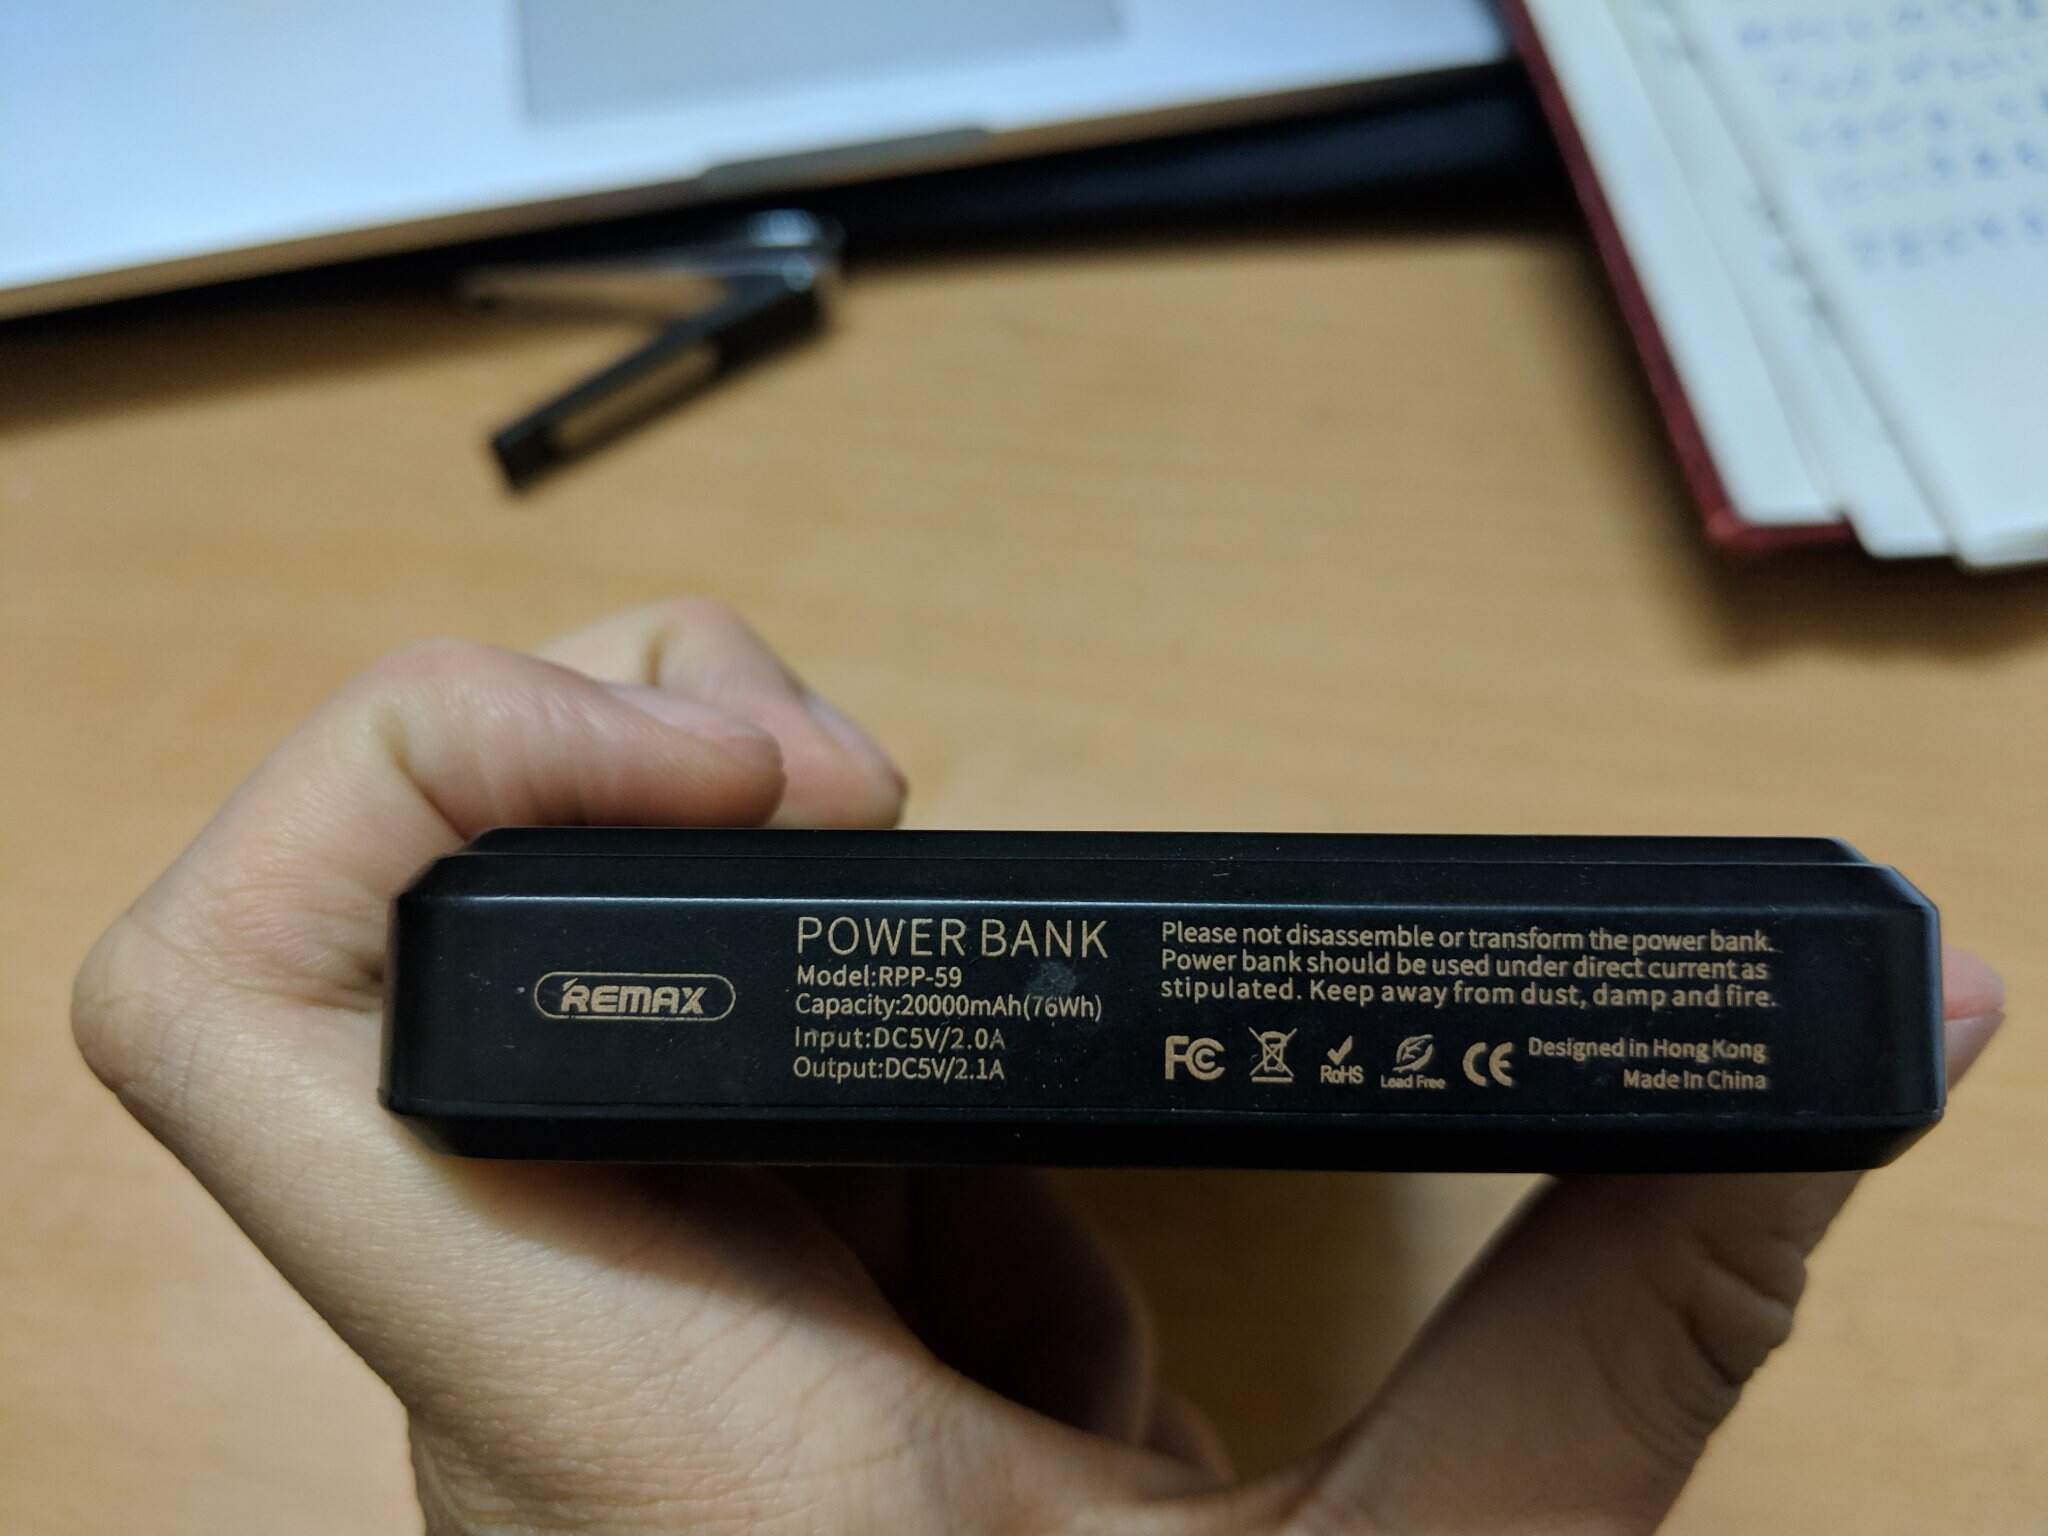 REMAX
POWER BANK
Model:RPP-59
Capacity:20000mAh(76Wh)
Input:DC5V/2.0A
Output:DC5V/2.1A
Please not disassemble or transform the power bank.
Power bank should be used under direct current as
stipulated. Keep away from dust, damp and fire.
FC
RoHS
Lead Free
CE
Designed in Hong Kong
Made In China